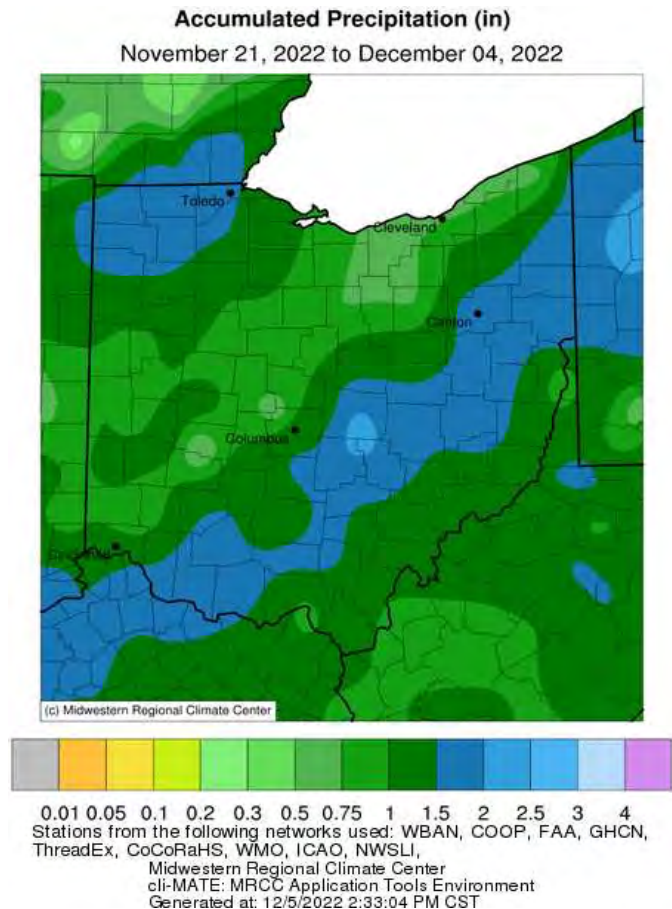 Accumulated Precipitation (in)
November 21, 2022 to December 04, 2022
Toledo
Cleveland
Canton
Columbus
(c) Midwestern Regional Climate Center
0.01 0.05 0.1 0.2 0.3 0.5 0.75 1 1.5 2 2.5 3 4
Stations from the following networks used: WBAN, COOP, FAA, GHCN,
ThreadEx, CoCoRaHS, WMO, ICAO, NWSLI,
Midwestern Regional Climate Center
cli-MATE: MRCC Application Tools Environment
Generated at: 12/5/2022 2:33:04 PM CST